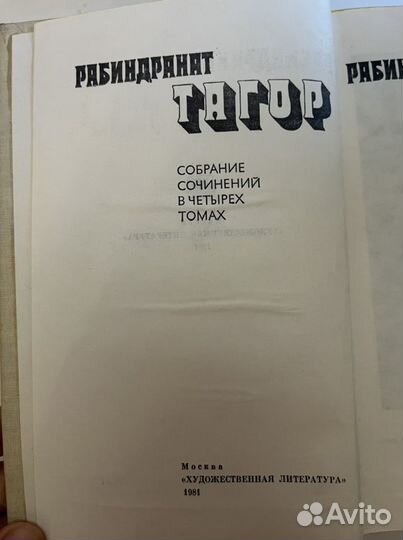 РАБИНДРАНАТ
ТАГОР
СОБРАНИЕ
СОЧИНЕНИЙ
В ЧЕТЫРЕХ
ТОМАХ
Москва
«ХУДОЖЕСТВЕННАЯ ЛИТЕРАТУРА»
1981
РАБИН
Avito